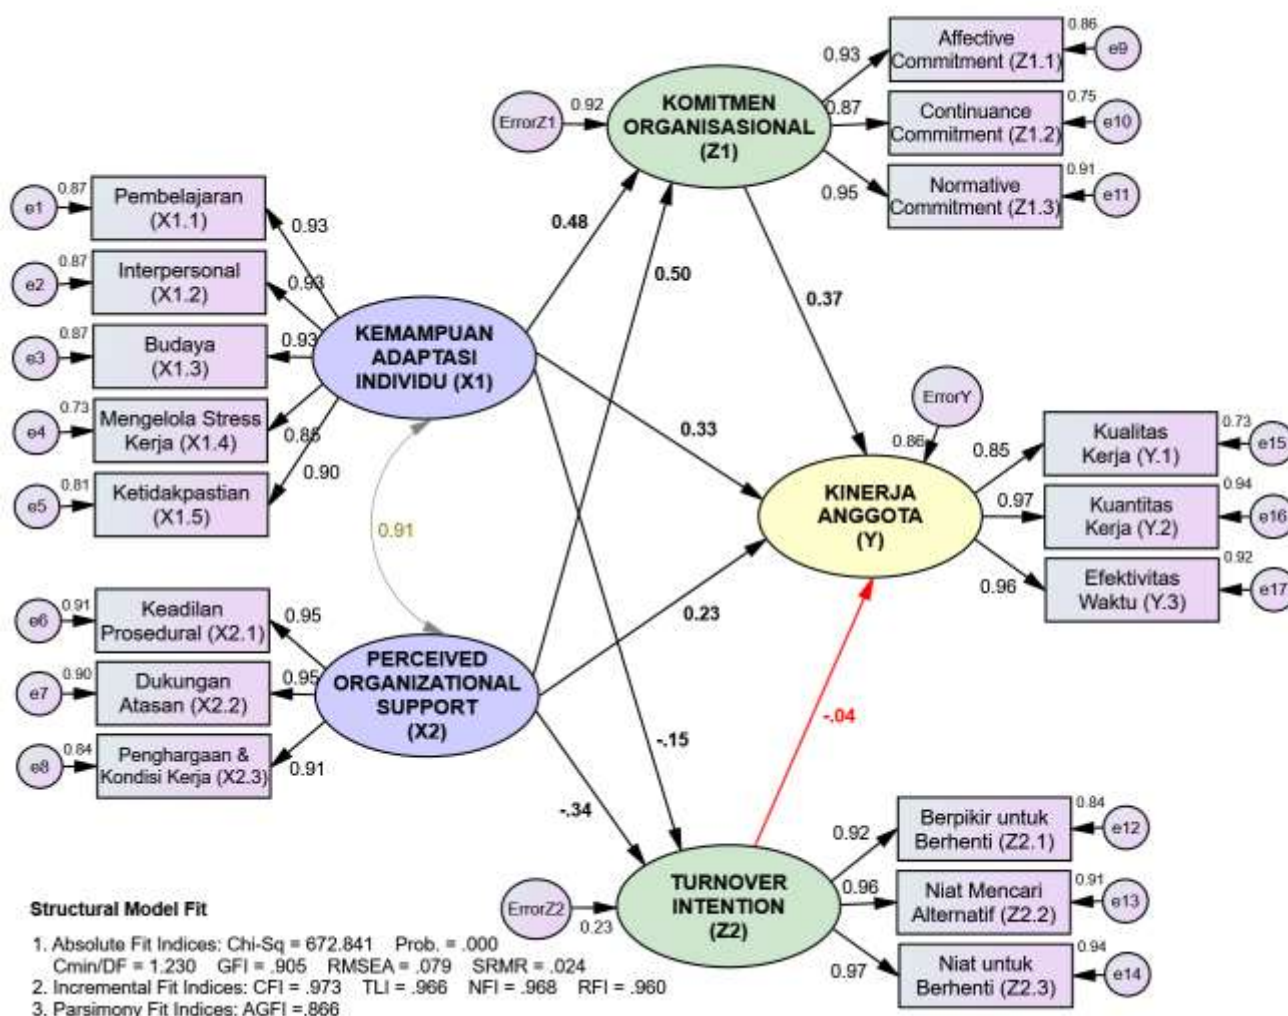 Affective
Commitment (Z1.1)
0.86
e9
0.93
Continuance
Commitment (Z1.2)
0.75
e10
0.87
Normative
Commitment (Z1.3)
0.91
e11
0.95
ErrorZ1
0.92
KOMITMEN
ORGANISASIONAL
(Z1)
e1
0.87
Pembelajaran
(X1.1)
0.93
e2
0.87
Interpersonal
(X1.2)
0.93
e3
0.87
Budaya
(X1.3)
0.93
e4
0.73
Mengelola Stress
Kerja (X1.4)
e5
0.81
Ketidakpastian
(X1.5)
0.90
KEMAMPUAN
ADAPTASI
INDIVIDU (X1)
0.48
0.50
0.37
0.33
0.91
ErrorY
0.86
KINERJA
ANGGOTA
(Y)
0.85
Kualitas
Kerja (Y.1)
0.73
e15
0.97
Kuantitas
Kerja (Y.2)
0.94
e16
0.96
Efektivitas
Waktu (Y.3)
0.92
e17
e6
0.91
Keadilan
Prosedural (X2.1)
0.95
e7
0.90
Dukungan
Atasan (X2.2)
0.95
e8
0.84
Penghargaan &
Kondisi Kerja (X2.3)
0.91
PERCEIVED
ORGANIZATIONAL
SUPPORT
(X2)
0.23
-.04
-.15
-.34
ErrorZ2
0.23
TURNOVER
INTENTION
(Z2)
0.92
Berpikir untuk
Berhenti (Z2.1)
0.84
e12
0.96
Niat Mencari
Alternatif (Z2.2)
0.91
e13
0.97
Niat untuk
Berhenti (Z2.3)
0.94
e14
Structural Model Fit
1. Absolute Fit Indices: Chi-Sq = 672.841 Prob. = .000
Cmin/DF = 1.230 GFI = .905 RMSEA = .079 SRMR = .024
2. Incremental Fit Indices: CFI = .973 TLI = .966 NFI = .968 RFI = .960
3. Parsimony Fit Indices: AGFI =.866